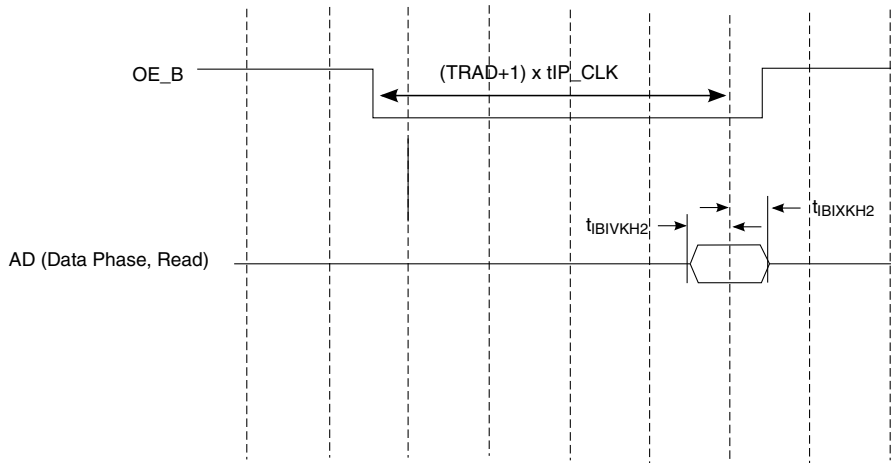 OE_B
(TRAD+1) x tIP_CLK
tIBIVKH2
tIBIXKH2
AD (Data Phase, Read)